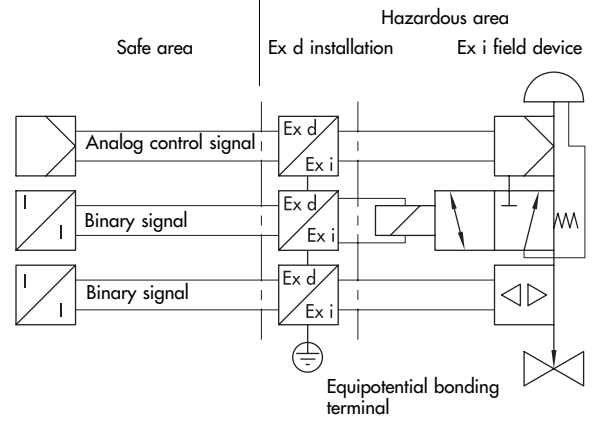 Hazardous area
Safe area
Ex d installation
Ex i field device
Analog control signal
Ex d
Ex i
Binary signal
I
I
Ex d
Ex i
Binary signal
I
I
Ex d
Ex i
Equipotential bonding
terminal